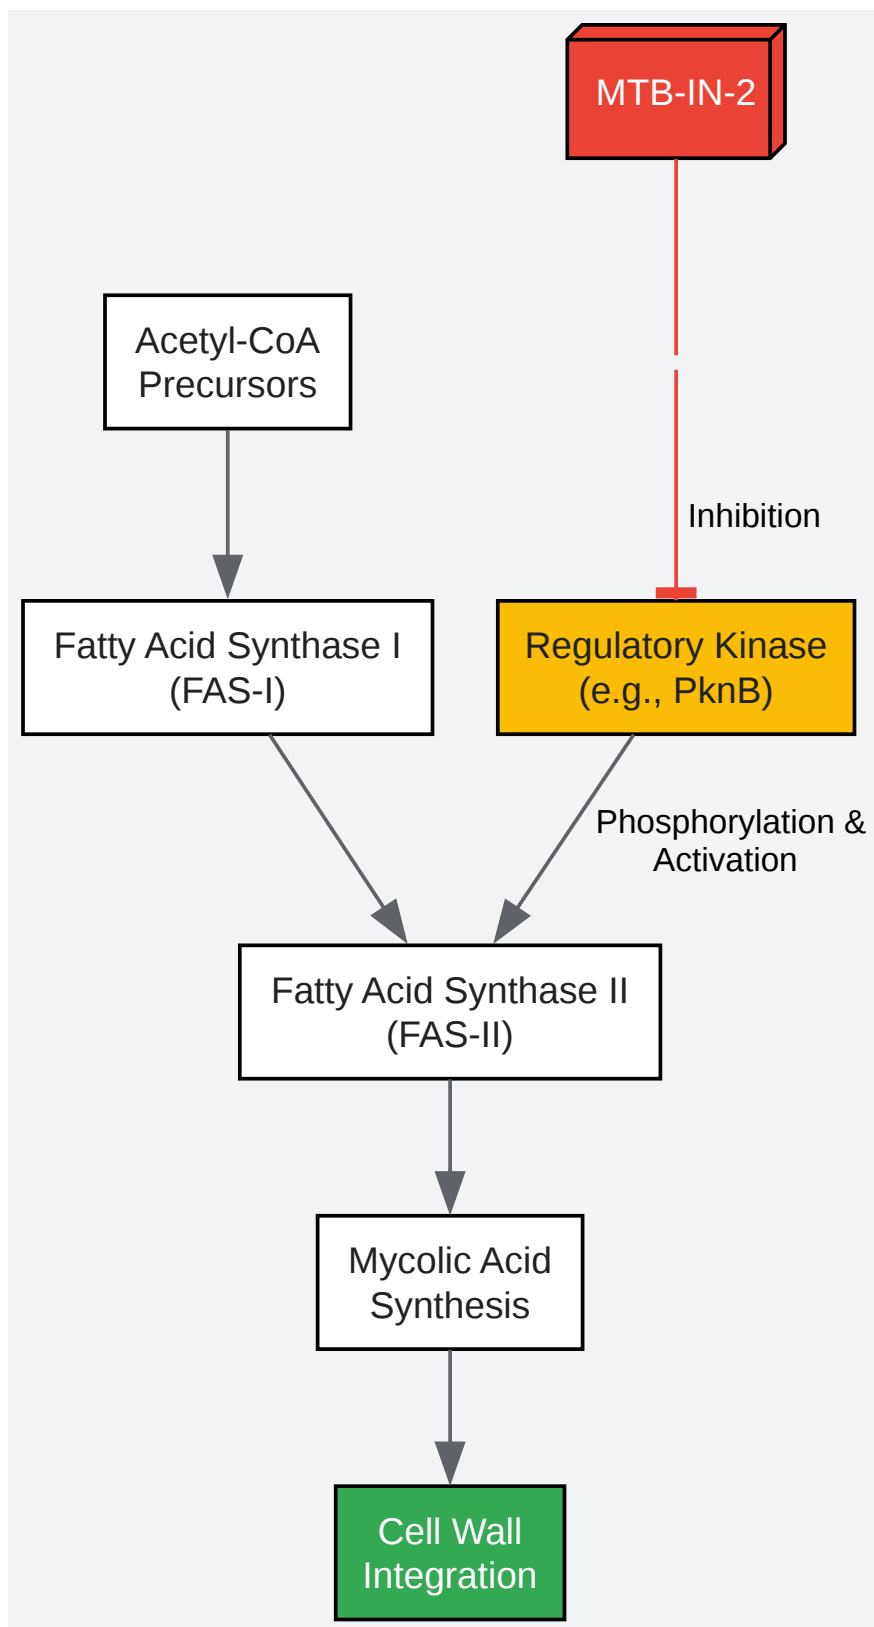 MTB-IN-2
Acetyl-CoA
Precursors
Inhibition
Fatty Acid Synthase I
(FAS-I)
Regulatory Kinase
(e.g., PknB)
Phosphorylation &
Activation
Fatty Acid Synthase II
(FAS-II)
Mycolic Acid
Synthesis
Cell Wall
Integration